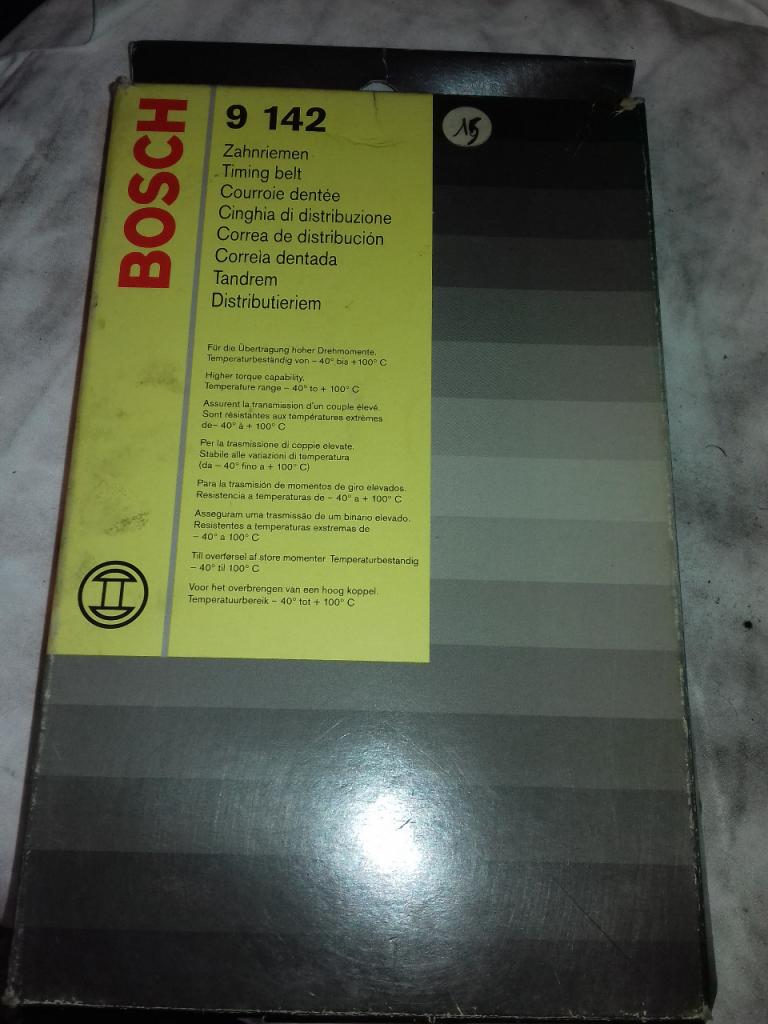 BOSCH
9 142
15
Zahnriemen
Timing belt
Courroie dentée
Cinghia di distribuzione
Correa de distribución
Correia dentada
Tandrem
Distributieriem
Für die Übertragung hoher Drehmomente.
Temperaturbeständig von – 40° bis +100° C
Higher torque capability.
Temperature range – 40° to + 100° C
Assurent la transmission d'un couple élevé.
Sont résistantes aux températures extrêmes
de– 40° à + 100° C
Per la trasmissione di coppie elevate.
Stabile alle variazioni di temperatura
(da – 40° fino a + 100° C)
Para la trasmisión de momentos de giro elevados.
Resistencia a temperaturas de – 40° a + 100° C
Asseguram uma trasmissão de um binário elevado.
Resistentes a temperaturas exstremas de
– 40° a 100° C
Till overførsel af store momenter Temperaturbestandig
– 40° til 100° C
Voor het overbrengen van een hoog koppel.
Temperatuurbereik – 40° tot + 100° C